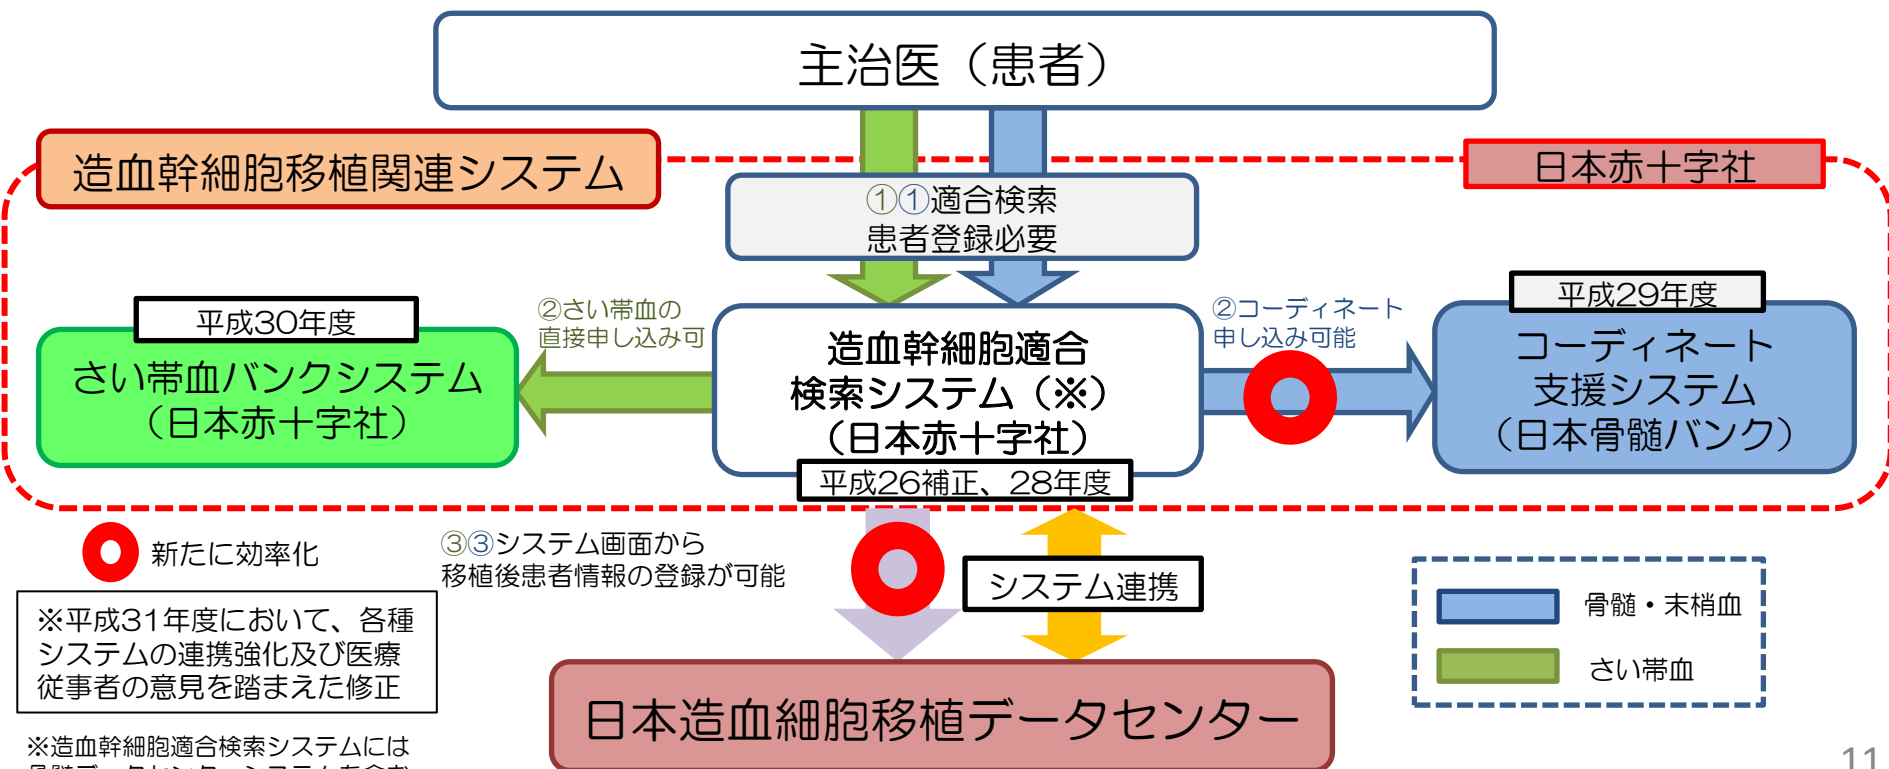 主治医（患者）
造血幹細胞移植関連システム
日本赤十字社
①①適合検索
患者登録必要
平成30年度
さい帯血バンクシステム
（日本赤十字社）
②さい帯血の
直接申し込み可
造血幹細胞適合
検索システム（※）
（日本赤十字社）
平成26補正、28年度
②コーディネート
申し込み可能
平成29年度
コーディネート
支援システム
（日本骨髄バンク）
新たに効率化
③③システム画面から
移植後患者情報の登録が可能
システム連携
骨髄・末梢血
さい帯血
※平成31年度において、各種
システムの連携強化及び医療
従事者の意見を踏まえた修正
日本造血細胞移植データセンター
※造血幹細胞適合検索システムには
11